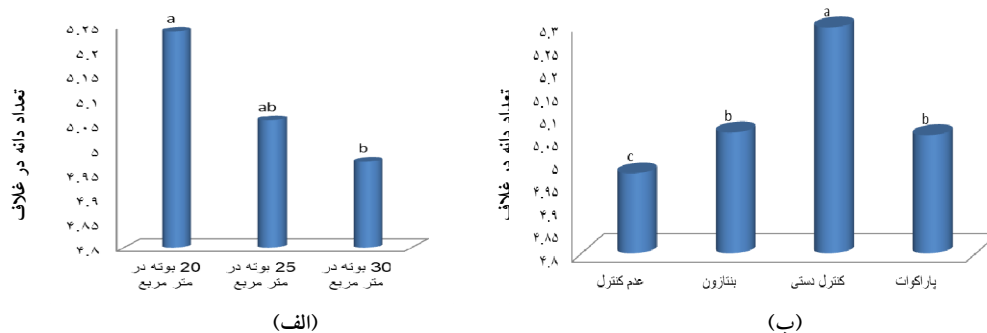 تعداد دانه در غلاف
۵.۲۵
۵.۲
۵.۱۵
۵.۱
۵.۰۵
۵
۴.۹۵
۴.۹
۴.۸۵
۴.۸
a
ab
b
20 بوته در
متر مربع
25 بوته در
متر مربع
30 بوته در
متر مربع
(الف)
تعداد دانه در غلاف
۵.۳
۵.۲۵
۵.۲
۵.۱۵
۵.۱
۵.۰۵
۵
۴.۹۵
۴.۹
۴.۸۵
۴.۸
c
b
a
b
عدم کنترل
بنتازون
کنترل دستی
پاراکوات
(ب)